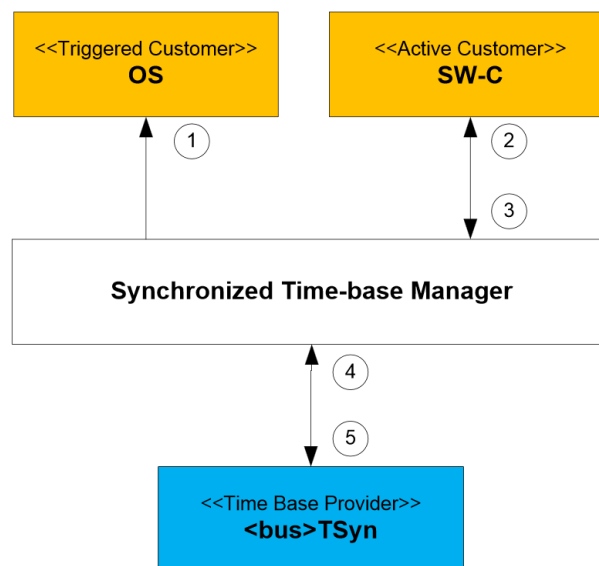 <<Triggered Customer>>
OS
<<Active Customer>>
SW-C
1
2
3
Synchronized Time-base Manager
4
5
<<Time Base Provider>>
<bus>TSyn